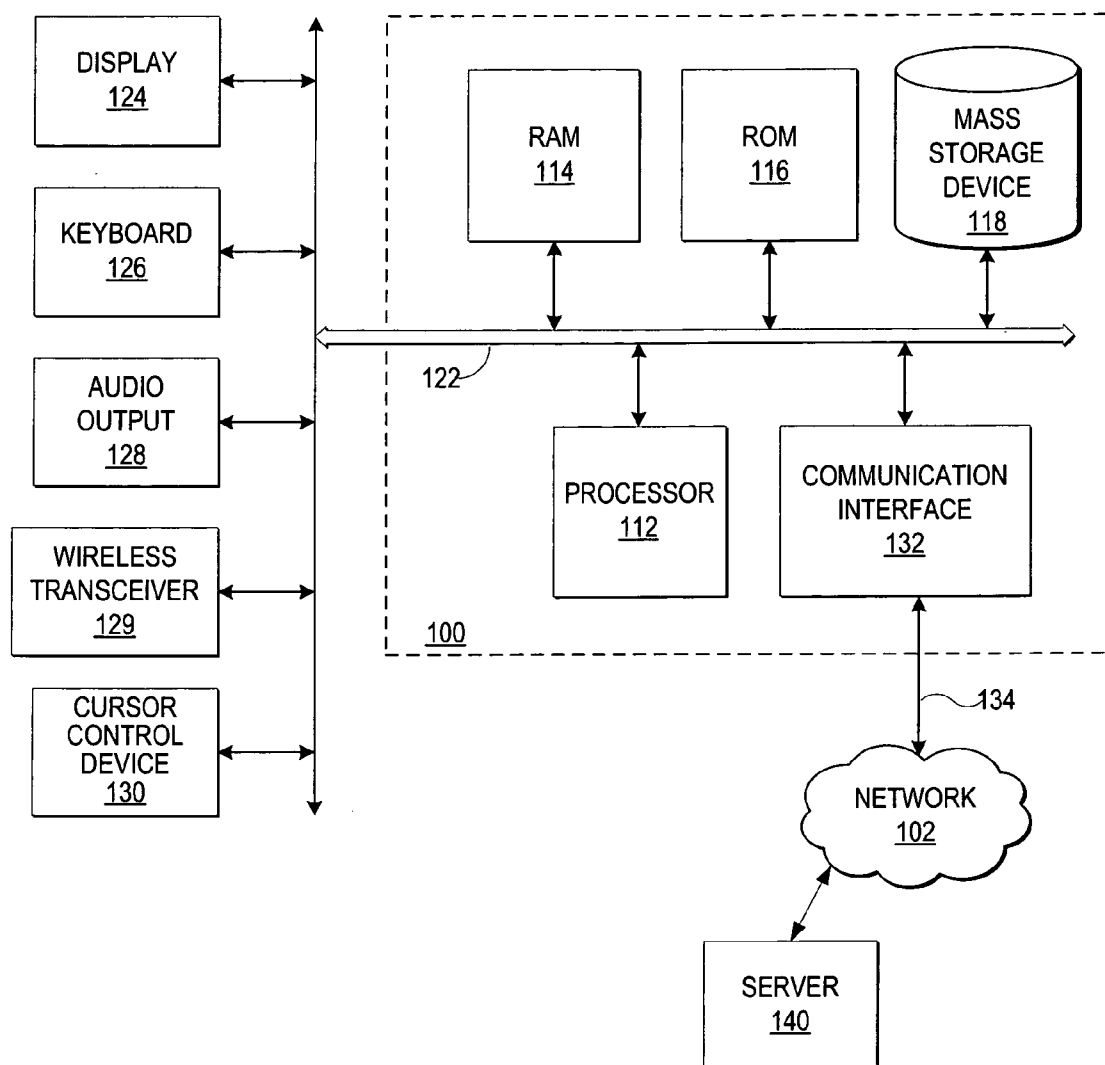 DISPLAY
124
KEYBOARD
126
AUDIO
OUTPUT
128
WIRELESS
TRANSCEIVER
129
CURSOR
CONTROL
DEVICE
130
RAM
114
ROM
116
MASS
STORAGE
DEVICE
118
122
PROCESSOR
112
COMMUNICATION
INTERFACE
132
100
134
NETWORK
102
SERVER
140